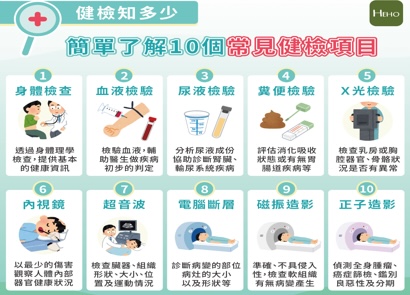 健檢知多少
HEHO
簡單了解10個常見健檢項目
1
身體檢查
透過身體理學
檢查，提供基本
的健康資訊
2
血液檢驗
檢驗血液，輔
助醫生做疾病
初步的判定
3
尿液檢驗
分析尿液成份
協助診斷腎臟、
輸尿系統疾病
4
糞便檢驗
評估消化吸收
狀態或有無胃
腸道疾病等
5
X光檢驗
檢查乳房或胸
腔器官、骨骼狀
況是否有異常
6
內視鏡
以最少的傷害
觀察人體內部
器官健康狀況
7
超音波
檢查臟器、組織
形狀、大小、位
置及運動情況
8
電腦斷層
診斷病變的部位
病灶的大小
以及形狀等
9
磁振造影
準確、不具侵入
性，檢查軟組織
有無病變產生
10
正子造影
偵測全身腫瘤、
癌症篩檢、鑑別
良惡性及分期